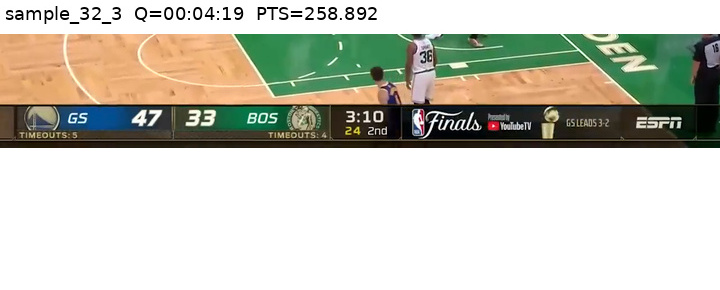 sample_32_3 Q=00:04:19 PTS=258.892
DEN
36
GS 47 33 BOS 3:10 Finals Presented by YouTubeTV GS LEADS 3-2 ESPN
TIMEOUTS: 5 TIMEOUTS: 4 24 2nd